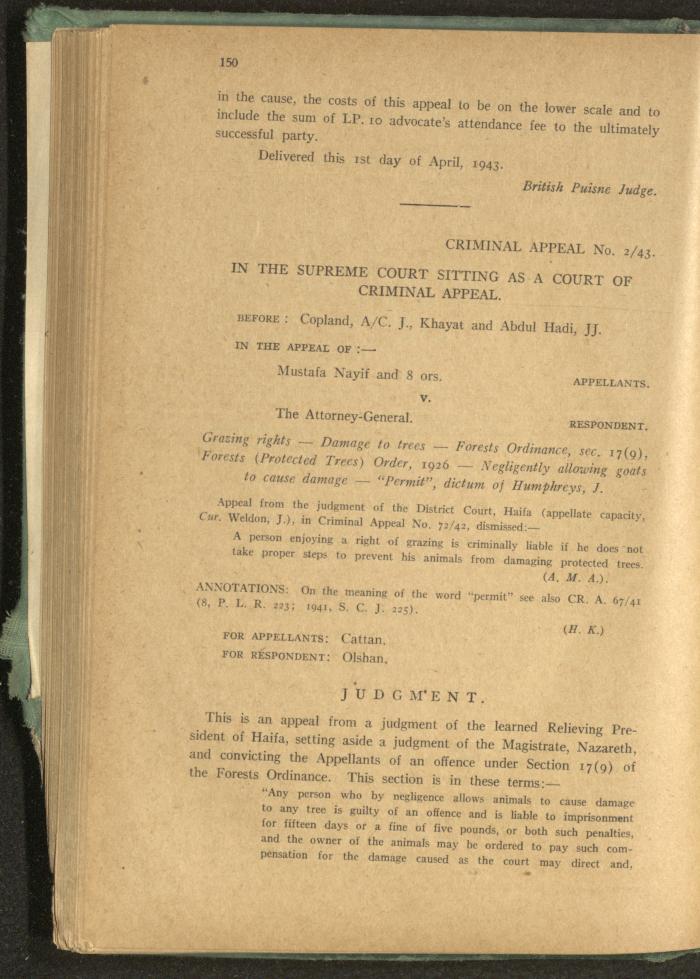 150
in the cause, the costs of this appeal to be on the lower scale and to
include the sum of LP. 10 advocate's attendance fee to the ultimately
successful party.
Delivered this 1st day of April, 1943.
British Puisne Judge.
CRIMINAL APPEAL No. 2/43.
IN THE SUPREME COURT SITTING AS A COURT OF
CRIMINAL APPEAL.
BEFORE : Copland, A/C. J., Khayat and Abdul Hadi, JJ.
IN THE APPEAL OF :—
Mustafa Nayif and 8 ors.
APPELLANTS.
v.
The Attorney-General.
RESPONDENT.
Grazing rights — Damage to trees — Forests Ordinance, sec. 17(9),
Forests (Protected Trees) Order, 1926 — Negligently allowing goats
to cause damage — "Permit", dictum of Humphreys, J.
Appeal from the judgment of the District Court, Haifa (appellate capacity,
Cur. Weldon, J.), in Criminal Appeal No. 72/42, dismissed:—
A person enjoying a right of grazing is criminally liable if he does not
take proper steps to prevent his animals from damaging protected trees.
(A. M. A.).
ANNOTATIONS: On the meaning of the word "permit" see also CR. A. 67/41
(8, P. L. R. 223; 1941, S. C. J. 225).
(H. K.)
FOR APPELLANTS: Cattan.
FOR RESPONDENT: Olshan.
JUDGMENT.
This is an appeal from a judgment of the learned Relieving Pre-
sident of Haifa, setting aside a judgment of the Magistrate, Nazareth,
and convicting the Appellants of an offence under Section 17(9) of
the Forests Ordinance. This section is in these terms:—
"Any person who by negligence allows animals to cause damage
to any tree is guilty of an offence and is liable to imprisonment
for fifteen days or a fine of five pounds, or both such penalties,
and the owner of the animals may be ordered to pay such com-
pensation for the damage caused as the court may direct and,